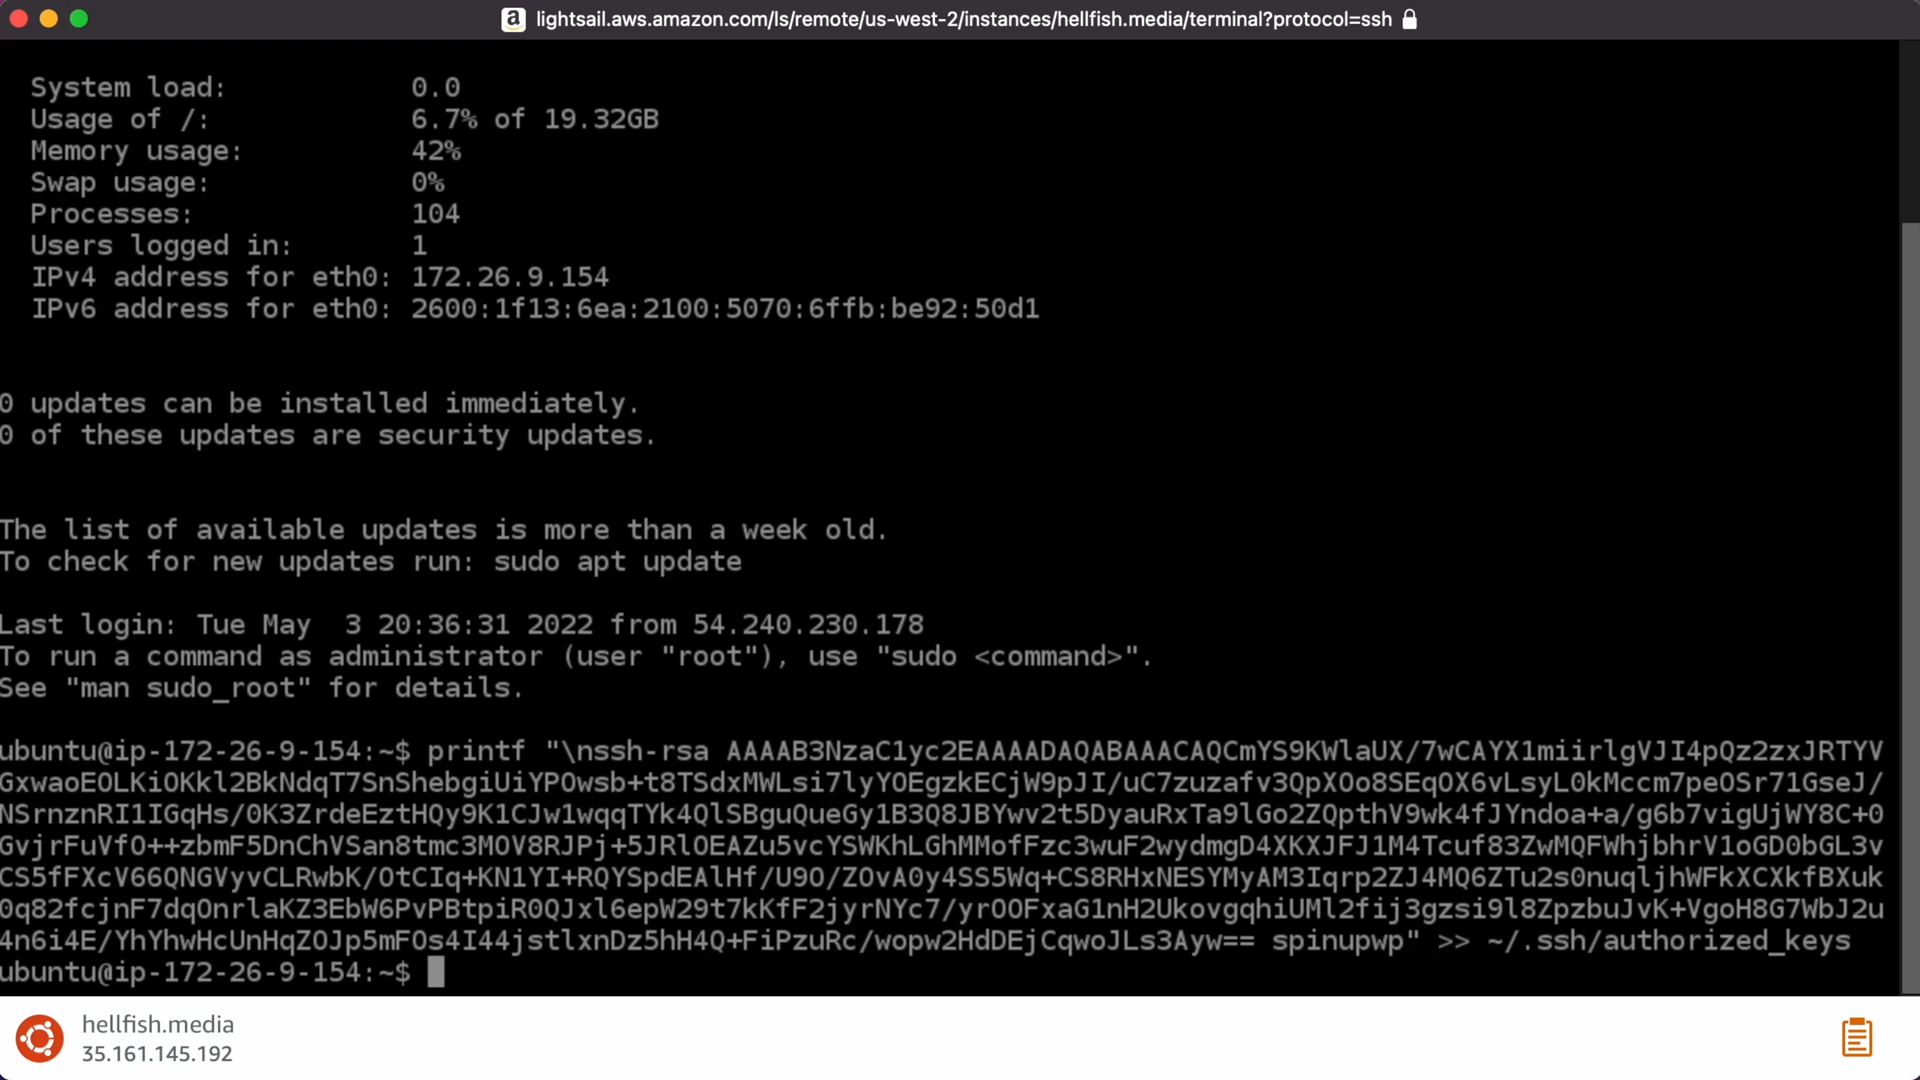 a lightsail.aws.amazon.com/ls/remote/us-west-2/instances/hellfish.media/terminal?protocol=ssh
System load: 0.0
Usage of /: 6.7% of 19.32GB
Memory usage: 42%
Swap usage: 0%
Processes: 104
Users logged in: 1
IPv4 address for eth0: 172.26.9.154
IPv6 address for eth0: 2600:1f13:6ea:2100:5070:6ffb:be92:50d1
0 updates can be installed immediately.
0 of these updates are security updates.
The list of available updates is more than a week old.
To check for new updates run: sudo apt update
Last login: Tue May  3 20:36:31 2022 from 54.240.230.178
To run a command as administrator (user "root"), use "sudo <command>".
See "man sudo_root" for details.
ubuntu@ip-172-26-9-154:~$ printf "\nssh-rsa AAAAB3NzaC1yc2EAAAADAQABAAACAQCmYS9KWlaUX/7wCAYX1miirlgVJI4pQz2zxJRTYV
GxwaoEOLKiOKkl2BkNdqT7SnShebgiUiYPOwsb+t8TSdxMWLsi7lyYOEgzkECjW9pJI/uC7zuzafv3QpXOo8SEqOX6vLsyL0kMccm7peOSr71GseJ/
NSrnznRI1IGqHs/0K3ZrdeEztHQy9K1CJw1wqqTYk4QlSBguQueGy1B3Q8JBYwv2t5DyauRxTa9lGo2ZQpthV9wk4fJYndoa+a/g6b7vigUjWY8C+0
GvjrFuVfO++zbmF5DnChVSan8tmc3MOV8RJPj+5JRlOEAZu5vcYSWKhLGhMMofFzc3wuF2wydmgD4XKXJFJ1M4Tcuf83ZwMQFWhjbhrV1oGD0bGL3v
CS5fFXcV66QNGVyvCLRwbK/OtCIq+KN1YI+RQYSpdEAlHf/U9O/ZOvA0y4SS5Wq+CS8RHxNESYMyAM3Iqrp2ZJ4MQ6ZTu2s0nuqljhWFkXCXkfBXuk
0q82fcjnF7dqOnrlaKZ3EbW6PvPBtpiR0QJxl6epW29t7kKfF2jyrNYc7/yrOOFxaG1nH2UkovgqhiUMl2fij3gzsi9l8ZpzbuJvK+VgoH8G7WbJ2u
4n6i4E/YhYhwHcUnHqZOJp5mFOs4I44jstlxnDz5hH4Q+FiPzuRc/wopw2HdDEjCqwoJLs3Ayw== spinupwp" >> ~/.ssh/authorized_keys
ubuntu@ip-172-26-9-154:~$
hellfish.media
35.161.145.192